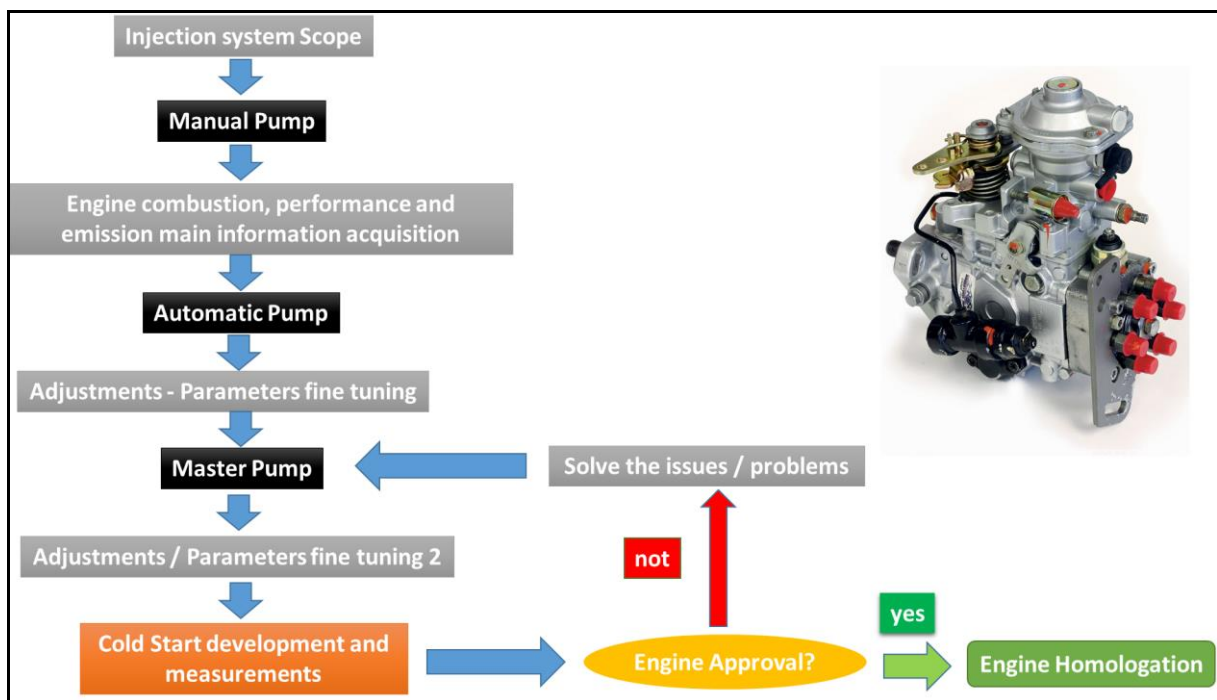 Injection system Scope
Manual Pump
Engine combustion, performance and
emission main information acquisition
Automatic Pump
Adjustments - Parameters fine tuning
Master Pump
Solve the issues / problems
Adjustments / Parameters fine tuning 2
not
yes
Cold Start development and
measurements
Engine Approval?
Engine Homologation